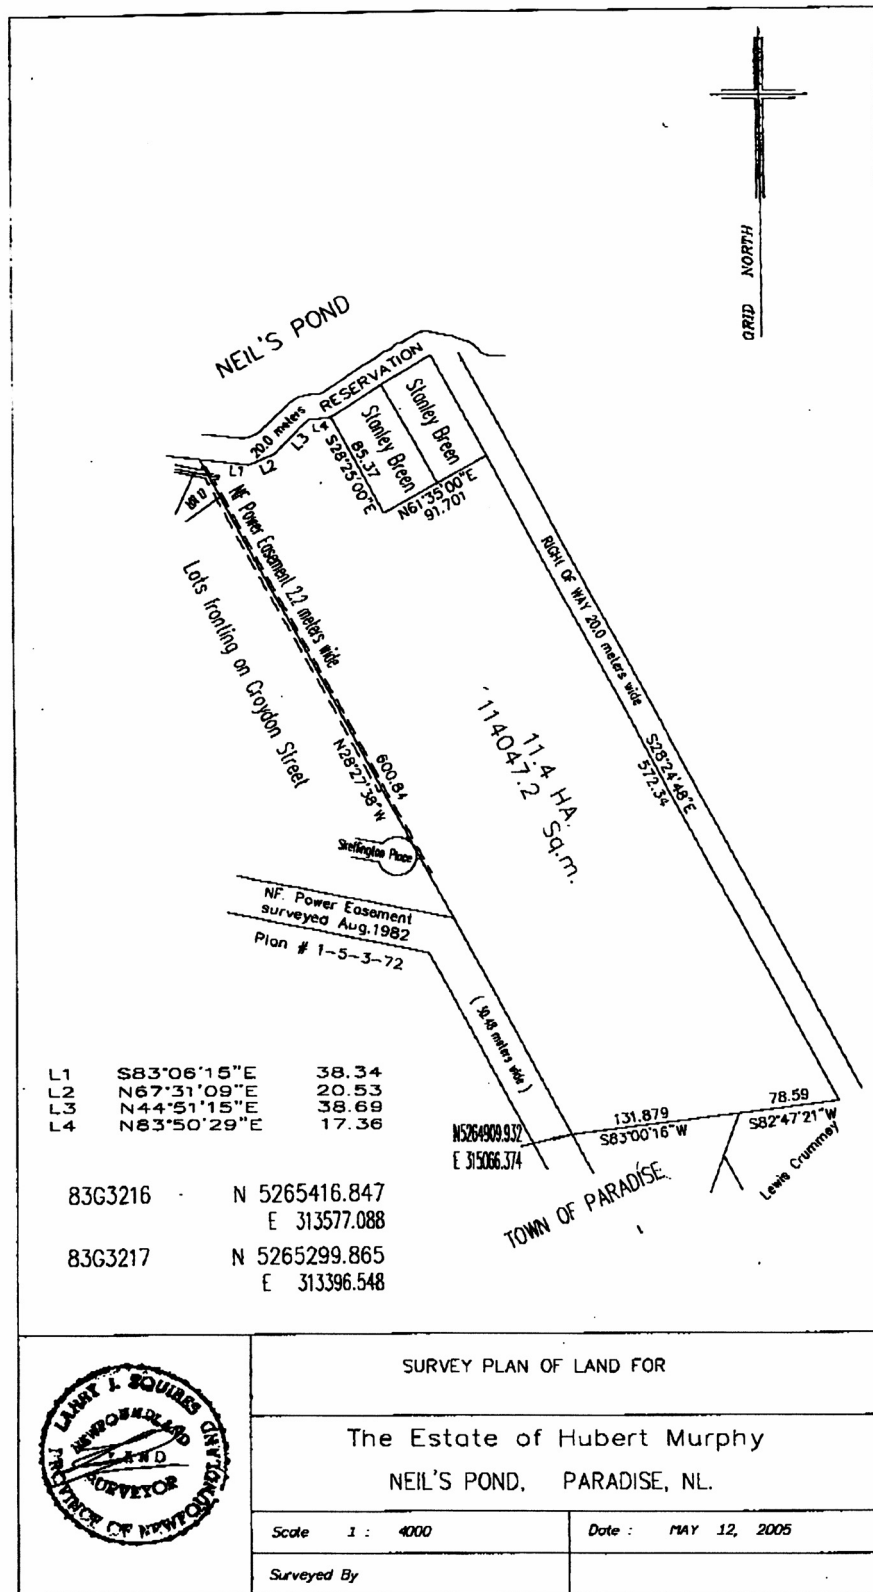 GRID NORTH
NEIL'S POND
20.0 meters RESERVATION
Stanley Breen
Stanley Breen
L1
L2
L3
L4
S28°25'00"E
85.37
N61°35'00"E
91.701
NF Power Easement 2.2 meters wide
Lots fronting on Croydon Street
RIGHT OF WAY 20.0 meters wide
11.4 HA.
114047.2 Sq.m.
S28°24'48"E
572.34
600.84
N28°27'38"W
Skeffington Place
NF. Power Easement
surveyed Aug.1982
Plan # 1-5-3-72
( 30.48 meters wide )
L1 S83°06'15"E 38.34
L2 N67°31'09"E 20.53
L3 N44°51'15"E 38.69
L4 N83°50'29"E 17.36
N5264909.932
E 315066.374
131.879
S83°00'16"W
78.59
S82°47'21"W
Lewis Crummey
TOWN OF PARADISE
83G3216 N 5265416.847
E 313577.088
83G3217 N 5265299.865
E 313396.548
LARRY J. SQUIRES
NEWFOUNDLAND
LAND
SURVEYOR
PROVINCE OF NEWFOUNDLAND
SURVEY PLAN OF LAND FOR
The Estate of Hubert Murphy
NEIL'S POND, PARADISE, NL.
Scale 1 : 4000
Date : MAY 12, 2005
Surveyed By